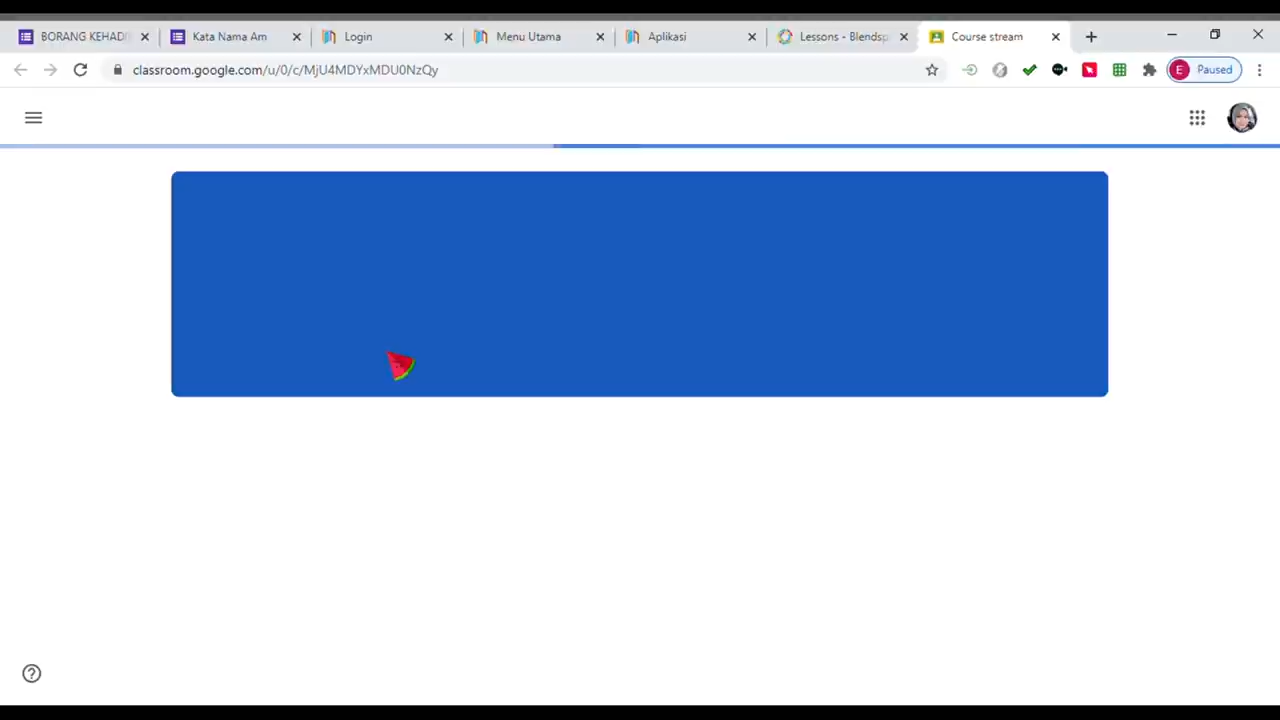 BORANG KEHADI
Kata Nama Am
Login
Menu Utama
Aplikasi
Lessons - Blendsp
Course stream
classroom.google.com/u/0/c/MjU4MDYxMDU0NzQy
E Paused